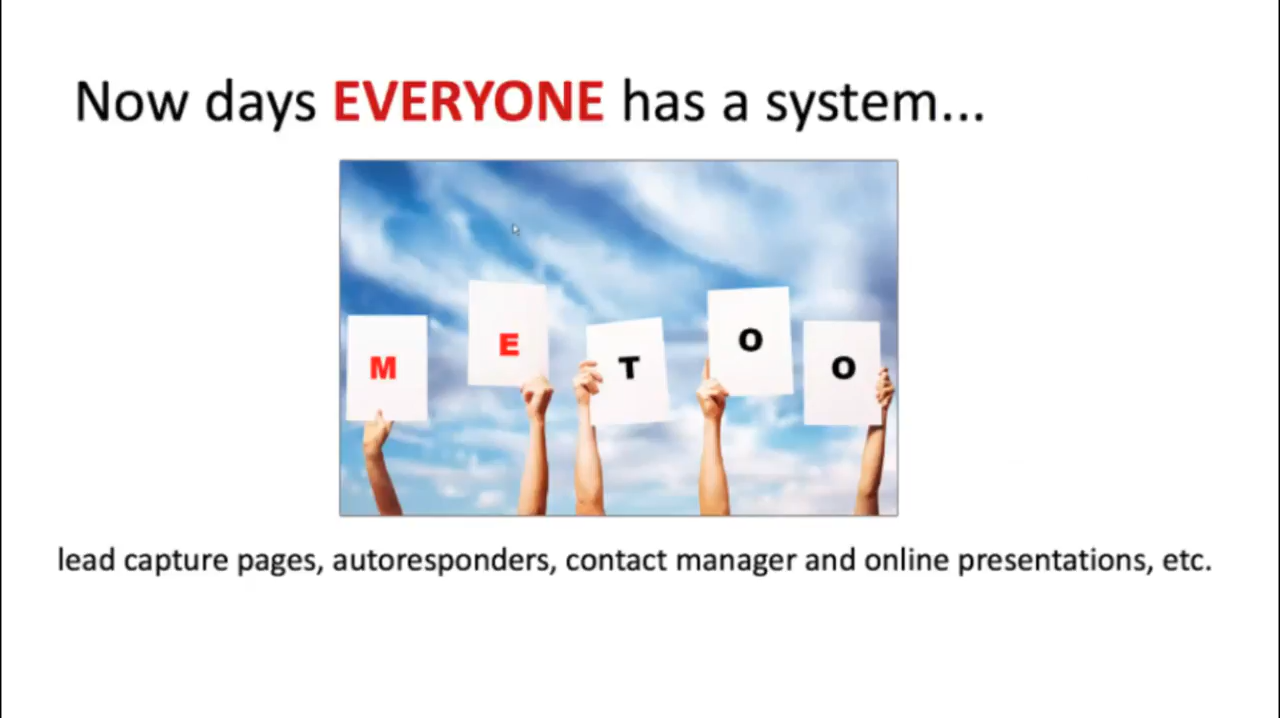 Now days EVERYONE has a system...
M E T O O
lead capture pages, autoresponders, contact manager and online presentations, etc.